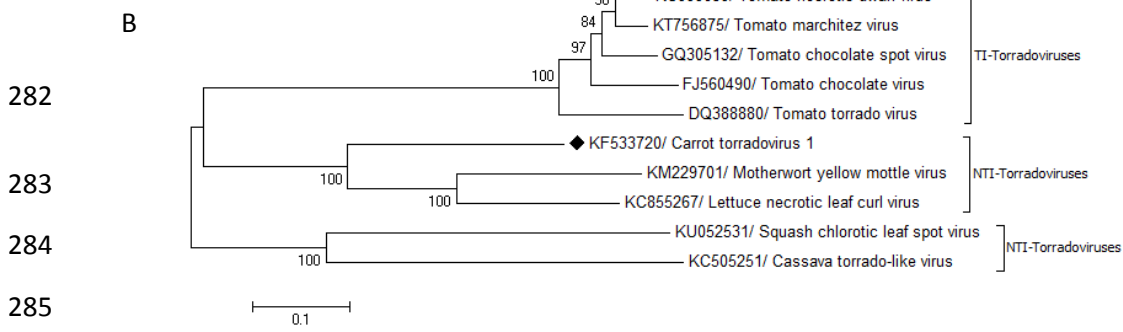 B
84
KT756875/ Tomato marchitez virus
97
GQ305132/ Tomato chocolate spot virus
TI-Torradoviruses
100
FJ560490/ Tomato chocolate virus
282
DQ388880/ Tomato torrado virus
KF533720/ Carrot torradovirus 1
100
KM229701/ Motherwort yellow mottle virus
NTI-Torradoviruses
283
100
KC855267/ Lettuce necrotic leaf curl virus
KU052531/ Squash chlorotic leaf spot virus
284
NTI-Torradoviruses
100
KC505251/ Cassava torrado-like virus
285
0.1